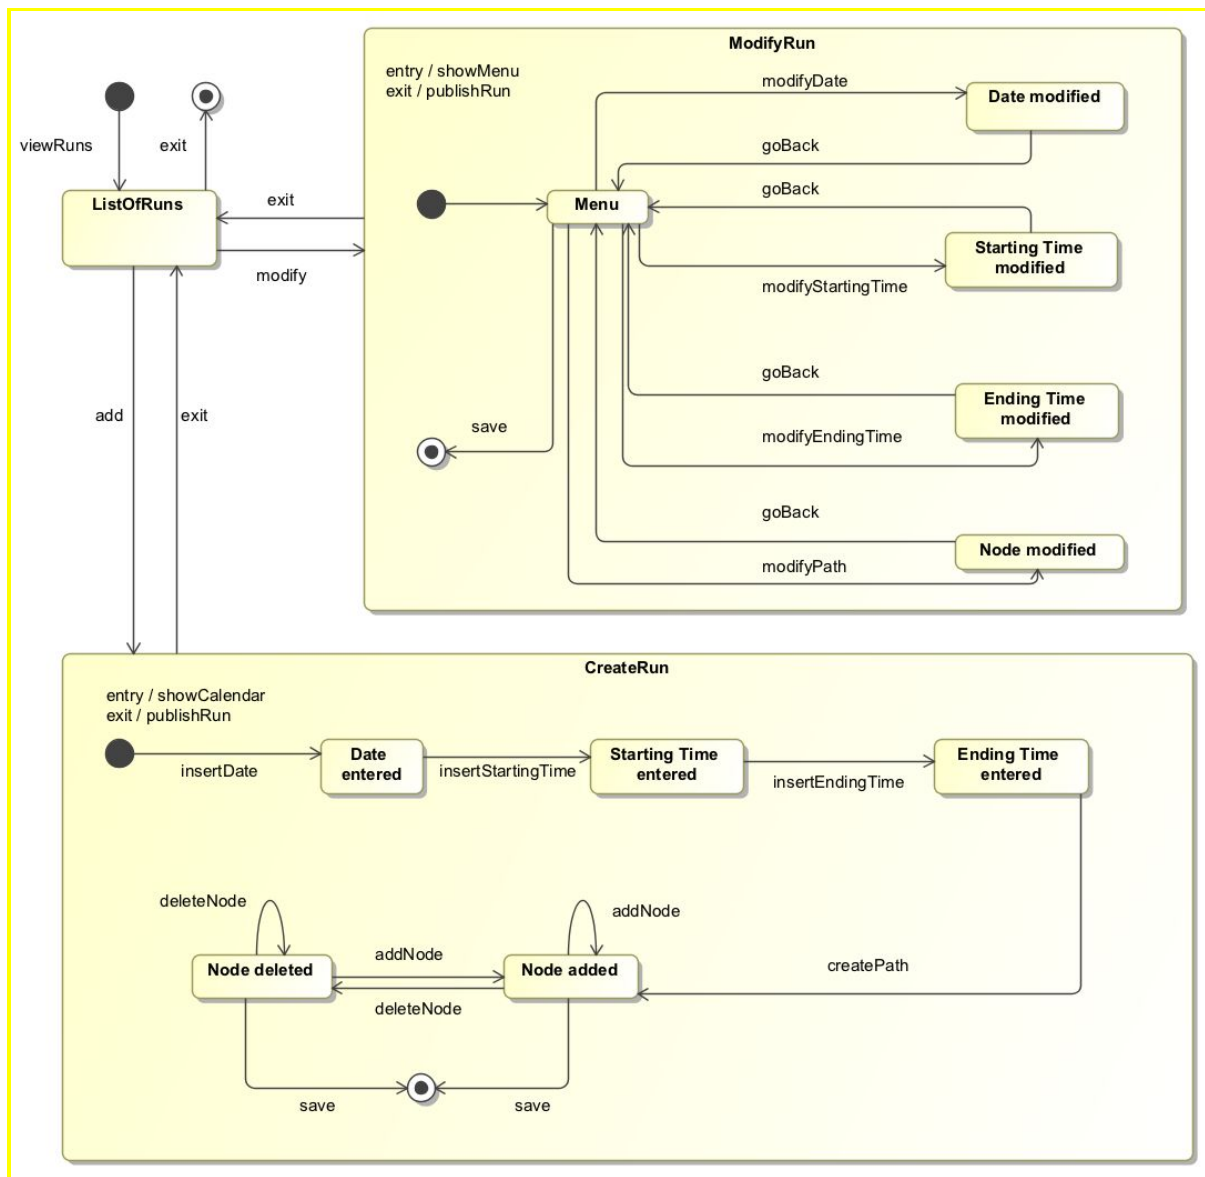 ModifyRun
entry / showMenu
exit / publishRun
modifyDate
Date modified
viewRuns
exit
goBack
ListOfRuns
exit
Menu
goBack
Starting Time
modified
modify
modifyStartingTime
goBack
Ending Time
modified
add
exit
save
modifyEndingTime
goBack
Node modified
modifyPath
CreateRun
entry / showCalendar
exit / publishRun
insertDate
Date
entered
insertStartingTime
Starting Time
entered
insertEndingTime
Ending Time
entered
deleteNode
addNode
Node deleted
addNode
Node added
createPath
deleteNode
save
save